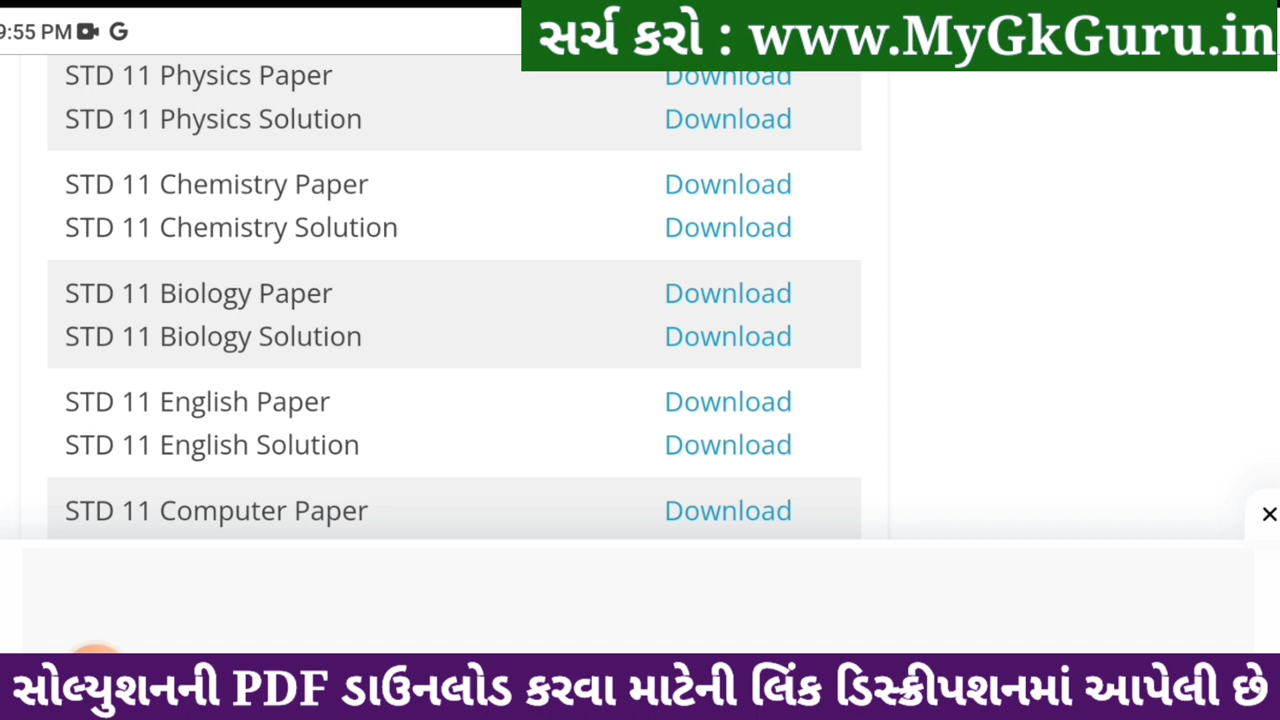 9:55 PM
સર્ચ કરો : www.MyGkGuru.in
STD 11 Physics Paper Download
STD 11 Physics Solution Download
STD 11 Chemistry Paper Download
STD 11 Chemistry Solution Download
STD 11 Biology Paper Download
STD 11 Biology Solution Download
STD 11 English Paper Download
STD 11 English Solution Download
STD 11 Computer Paper Download
સોલ્યુશનની PDF ડાઉનલોડ કરવા માટેની લિંક ડિસ્ક્રીપશનમાં આપેલી છે